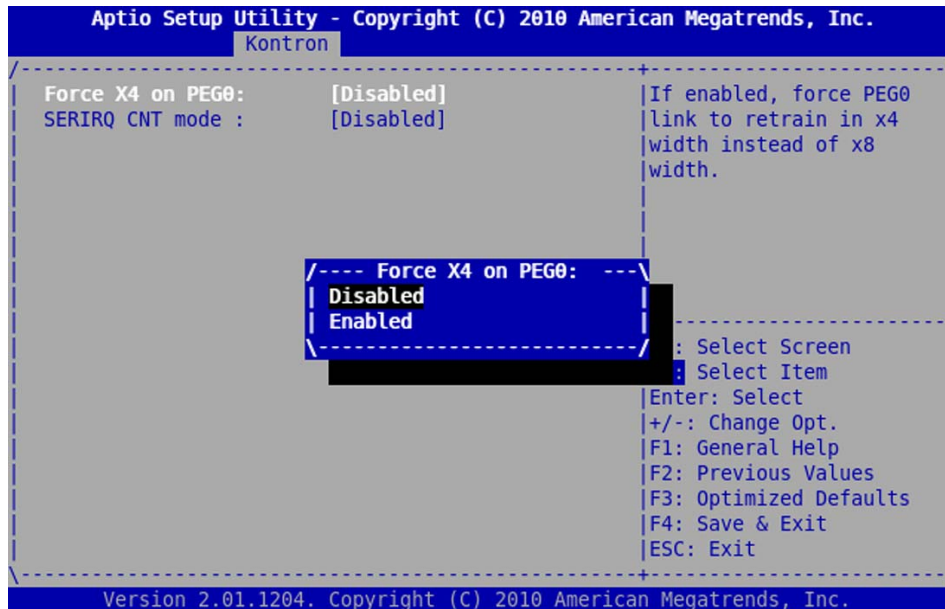 Aptio Setup Utility - Copyright (C) 2010 American Megatrends, Inc.
Kontron
Force X4 on PEG0: [Disabled]
SERIRQ CNT mode : [Disabled]
If enabled, force PEG0
link to retrain in x4
width instead of x8
width.
Force X4 on PEG0:
Disabled
Enabled
: Select Screen
: Select Item
Enter: Select
+/-: Change Opt.
F1: General Help
F2: Previous Values
F3: Optimized Defaults
F4: Save & Exit
ESC: Exit
Version 2.01.1204. Copyright (C) 2010 American Megatrends, Inc.